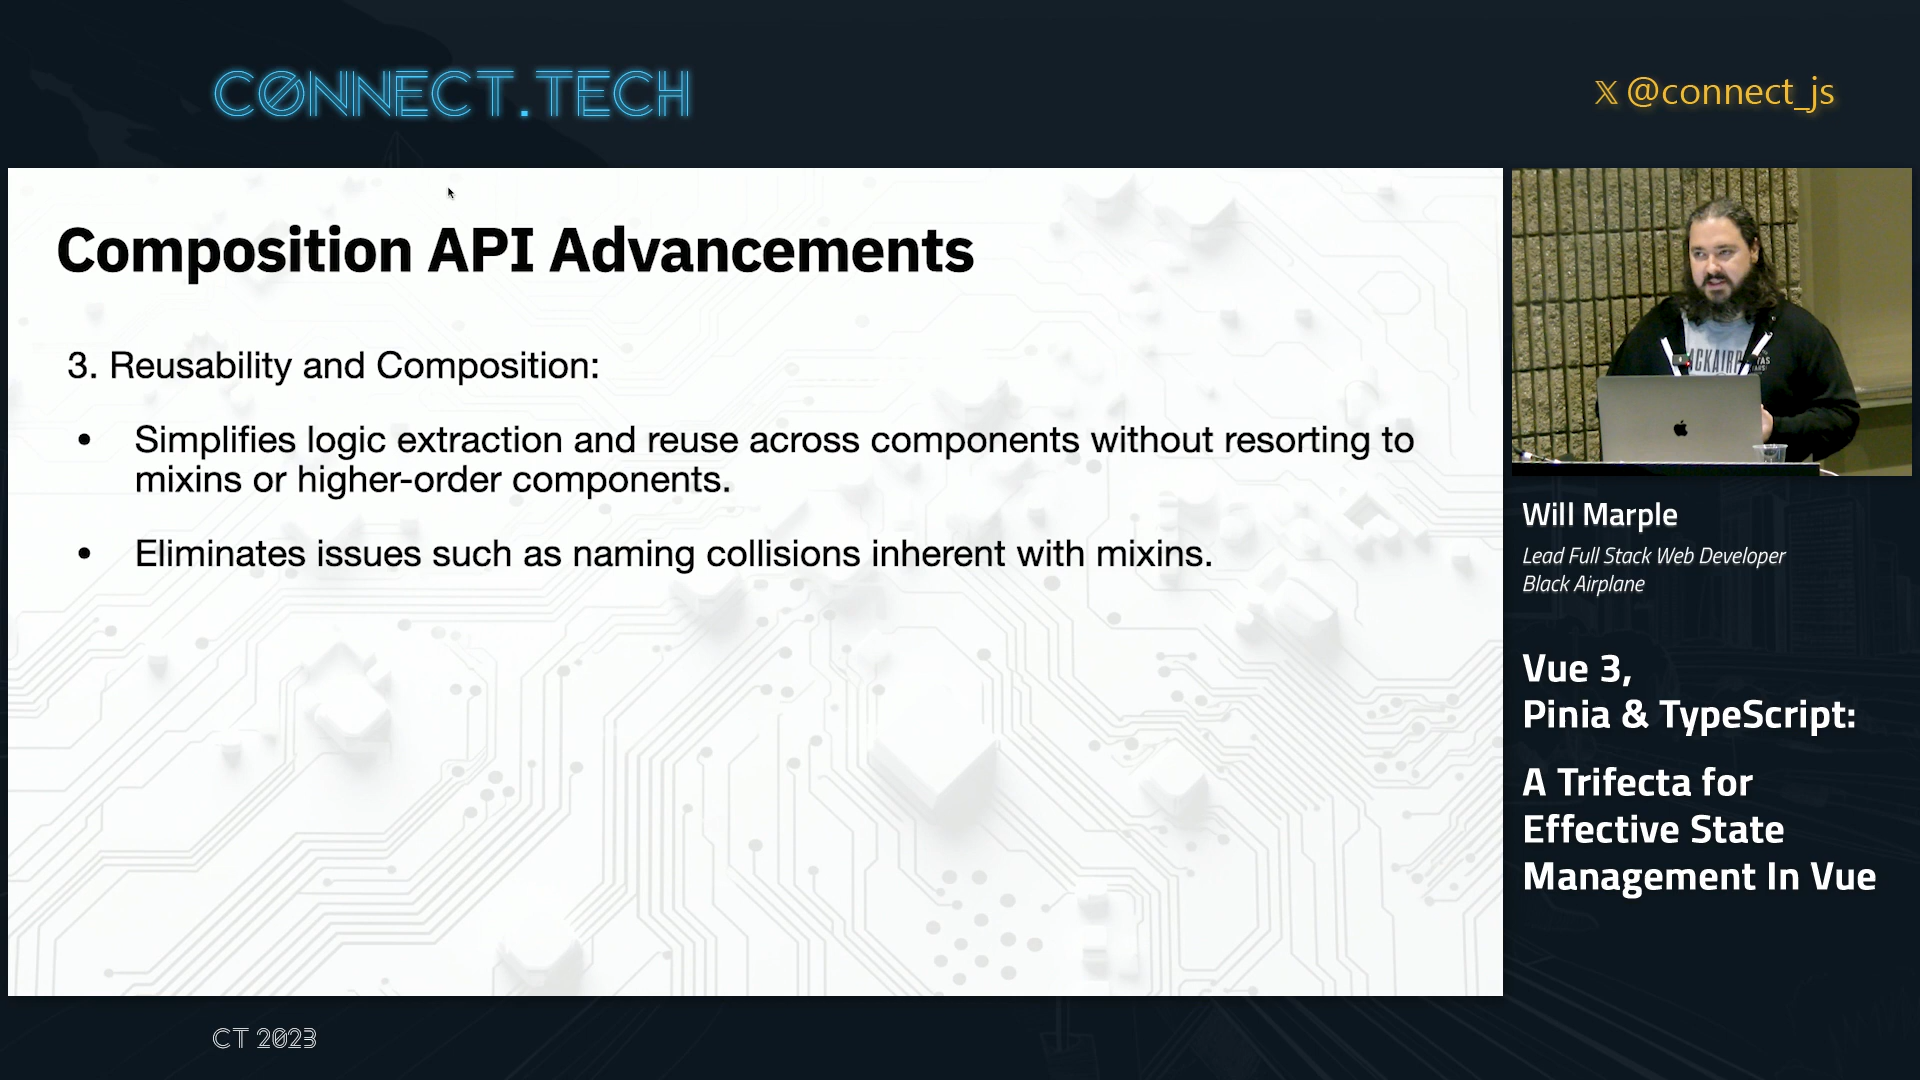 CONNECT.TECH
𝕏 @connect_js
Composition API Advancements
3. Reusability and Composition:
• Simplifies logic extraction and reuse across components without resorting to
mixins or higher-order components.
• Eliminates issues such as naming collisions inherent with mixins.
Will Marple
Lead Full Stack Web Developer
Black Airplane
Vue 3,
Pinia & TypeScript:
A Trifecta for
Effective State
Management In Vue
CT 2023